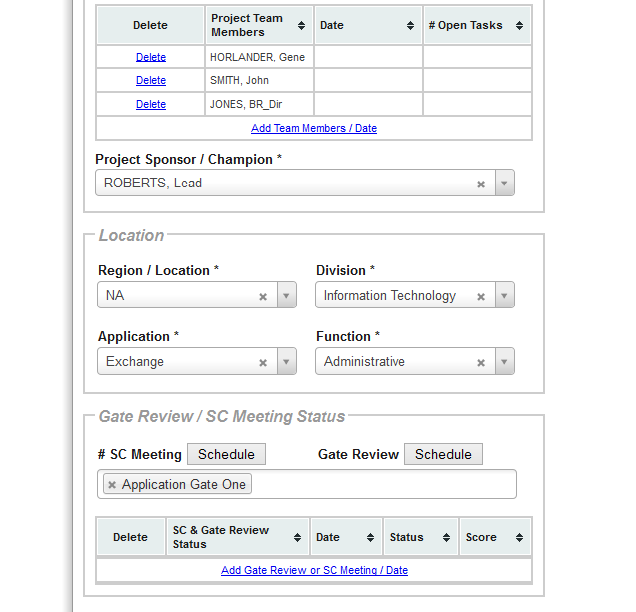 Delete Project Team Members Date # Open Tasks
Delete HORLANDER, Gene
Delete SMITH, John
Delete JONES, BR_Dir
Add Team Members / Date
Project Sponsor / Champion *
ROBERTS, Lead
Location
Region / Location * Division *
NA Information Technology
Application * Function *
Exchange Administrative
Gate Review / SC Meeting Status
# SC Meeting Schedule Gate Review Schedule
Application Gate One
Delete SC & Gate Review Status Date Status Score
Add Gate Review or SC Meeting / Date